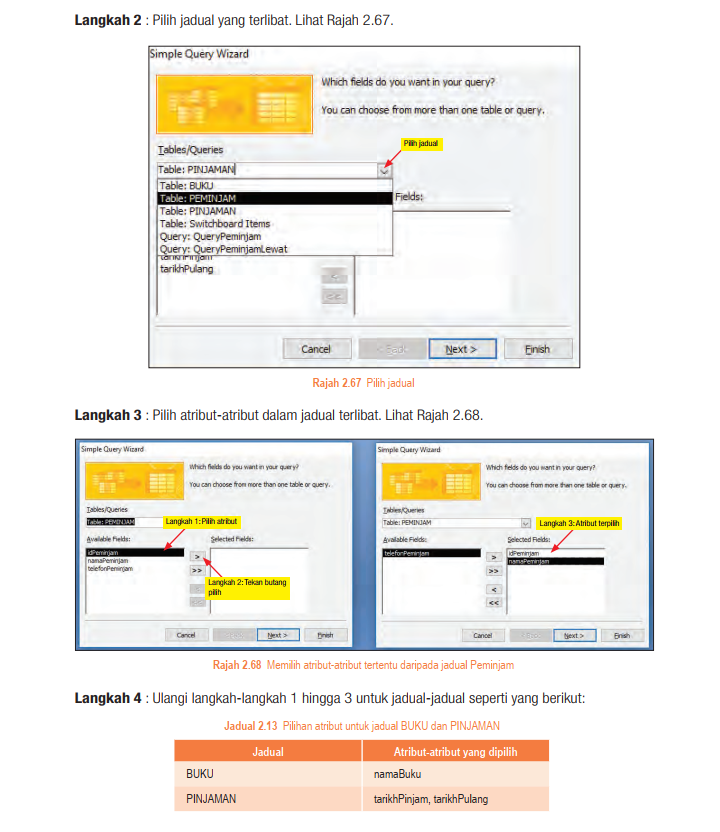 Langkah 2 : Pilih jadual yang terlibat. Lihat Rajah 2.67.
Simple Query Wizard
Which fields do you want in your query?
You can choose from more than one table or query.
Tables/Queries
Pilih jadual
Table: PINJAMAN
Table: BUKU
Table: PEMINJAM
Fields:
Table: PINJAMAN
Table: Switchboard Items
Query: QueryPeminjam
Query: QueryPeminjamLewat
tarikhPinjam
tarikhPulang
<
<<
Cancel
< Back
Next >
Finish
Rajah 2.67 Pilih jadual
Langkah 3 : Pilih atribut-atribut dalam jadual terlibat. Lihat Rajah 2.68.
Simple Query Wizard
Which fields do you want in your query?
You can choose from more than one table or query.
Tables/Queries
Table: PEMINJAM
Langkah 1: Pilih atribut
Available Fields:
Selected Fields:
idPeminjam
namaPeminjam
telefonPeminjam
>
>>
Langkah 2: Tekan butang
pilih
Cancel
Next >
Finish
Simple Query Wizard
Which fields do you want in your query?
You can choose from more than one table or query.
Tables/Queries
Table: PEMINJAM
Langkah 3: Atribut terpilih
Available Fields:
Selected Fields:
telefonPeminjam
idPeminjam
namaPeminjam
>
>>
<
<<
Cancel
Next >
Finish
Rajah 2.68 Memilih atribut-atribut tertentu daripada jadual Peminjam
Langkah 4 : Ulangi langkah-langkah 1 hingga 3 untuk jadual-jadual seperti yang berikut:
Jadual 2.13 Pilihan atribut untuk jadual BUKU dan PINJAMAN
Jadual Atribut-atribut yang dipilih
BUKU namaBuku
PINJAMAN tarikhPinjam, tarikhPulang